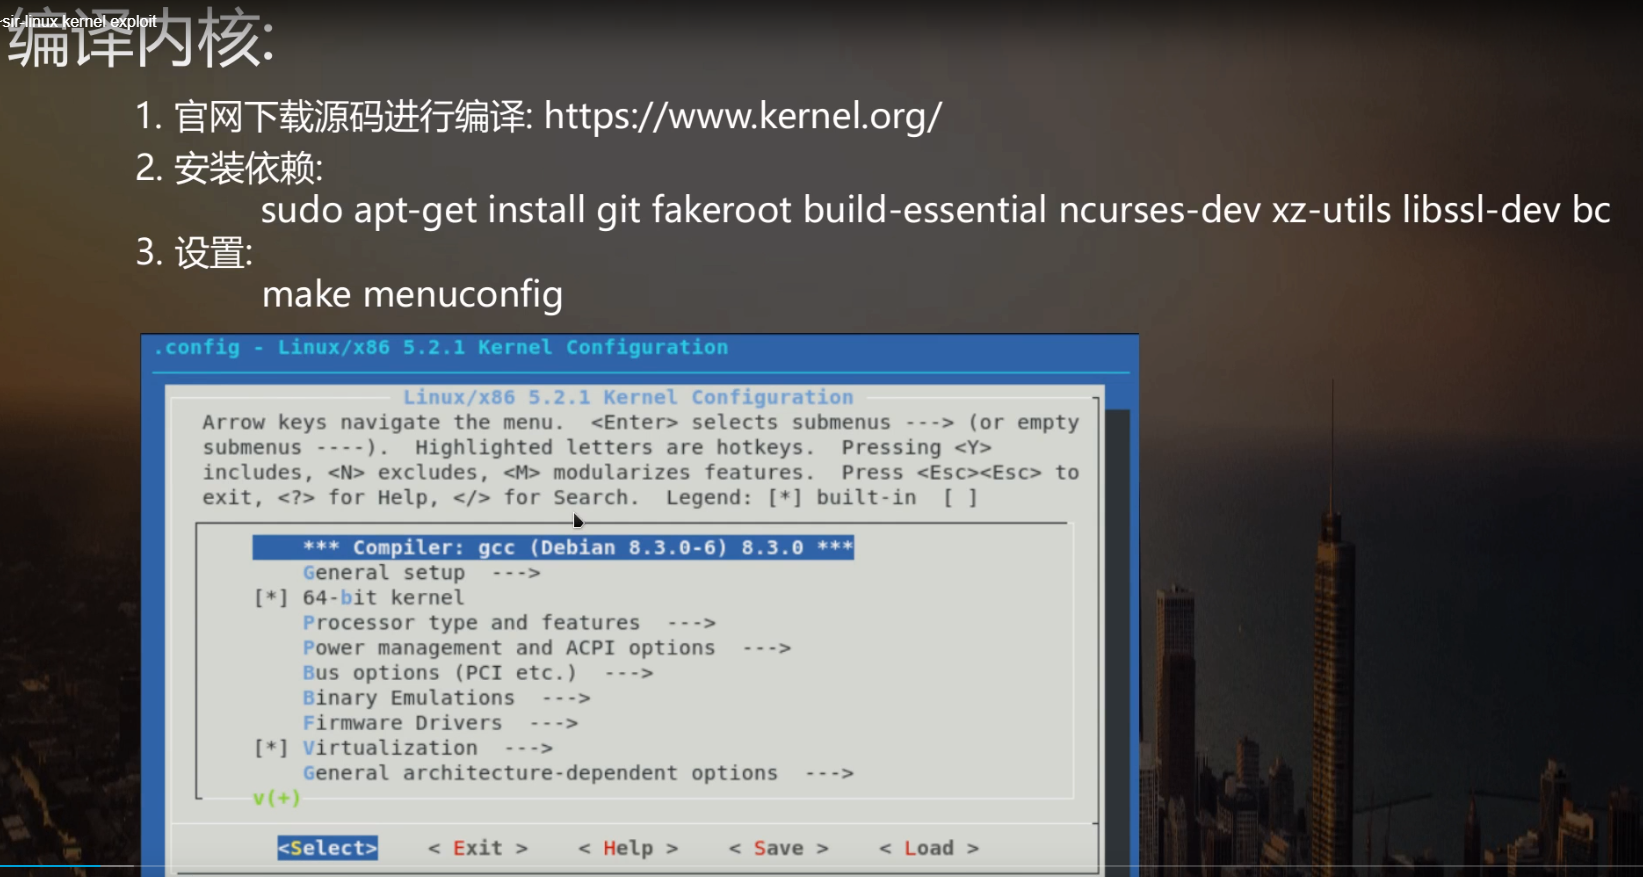 -sir-linux kernel exploit
编译内核:
1. 官网下载源码进行编译: https://www.kernel.org/
2. 安装依赖:
sudo apt-get install git fakeroot build-essential ncurses-dev xz-utils libssl-dev bc
3. 设置:
make menuconfig
.config - Linux/x86 5.2.1 Kernel Configuration
Linux/x86 5.2.1 Kernel Configuration
Arrow keys navigate the menu.  <Enter> selects submenus ---> (or empty
submenus ----).  Highlighted letters are hotkeys.  Pressing <Y>
includes, <N> excludes, <M> modularizes features.  Press <Esc><Esc> to
exit, <?> for Help, </> for Search.  Legend: [*] built-in  [ ]
*** Compiler: gcc (Debian 8.3.0-6) 8.3.0 ***
General setup  --->
[*] 64-bit kernel
Processor type and features  --->
Power management and ACPI options  --->
Bus options (PCI etc.)  --->
Binary Emulations  --->
Firmware Drivers  --->
[*] Virtualization  --->
General architecture-dependent options  --->
v(+)
<Select>    < Exit >    < Help >    < Save >    < Load >